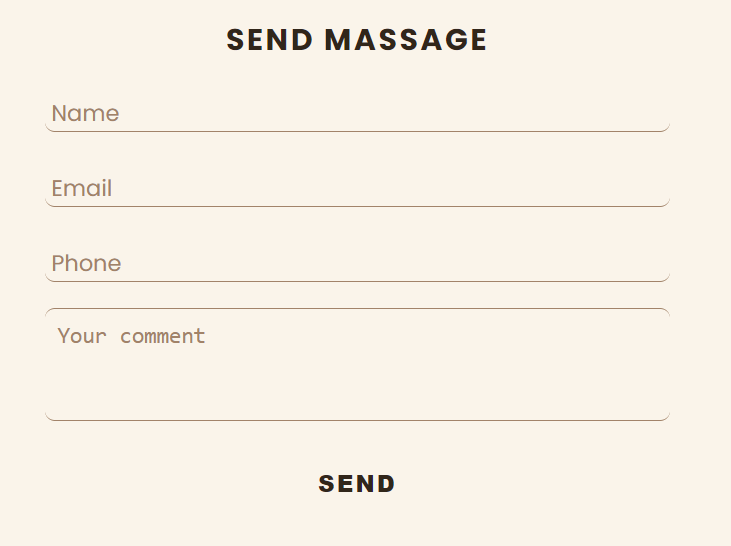 SEND MASSAGE
Name
Email
Phone
Your comment
SEND